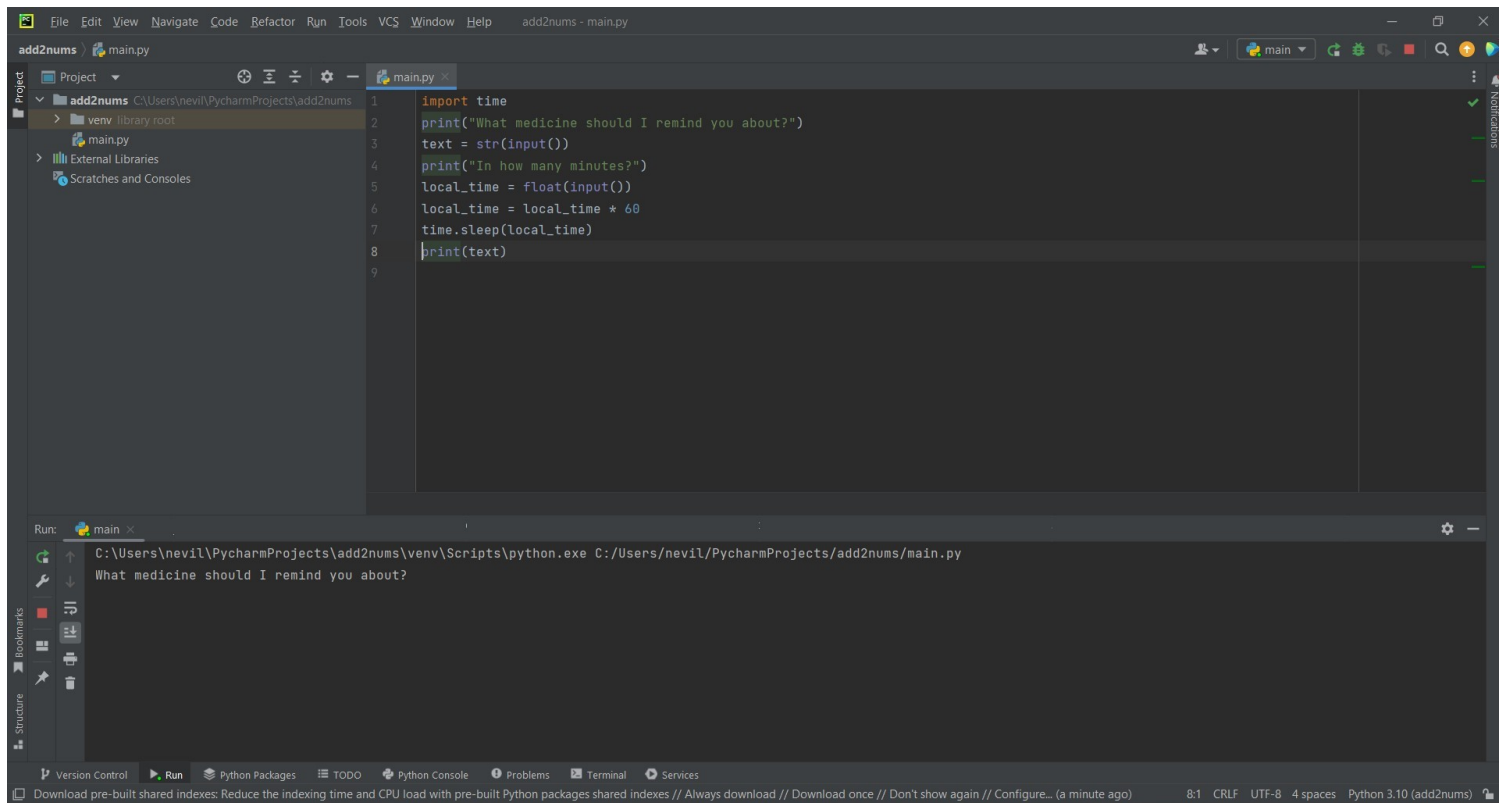 PC File Edit View Navigate Code Refactor Run Tools VCS Window Help add2nums - main.py
add2nums main.py main
Project
Project
main.py
add2nums C:\Users\nevil\PycharmProjects\add2nums
venv library root
main.py
External Libraries
Scratches and Consoles
1 import time
2 print("What medicine should I remind you about?")
3 text = str(input())
4 print("In how many minutes?")
5 local_time = float(input())
6 local_time = local_time * 60
7 time.sleep(local_time)
8 print(text)
9
Notifications
Run: main
C:\Users\nevil\PycharmProjects\add2nums\venv\Scripts\python.exe C:/Users/nevil/PycharmProjects/add2nums/main.py
What medicine should I remind you about?
Bookmarks
Structure
Version Control Run Python Packages TODO Python Console Problems Terminal Services
Download pre-built shared indexes: Reduce the indexing time and CPU load with pre-built Python packages shared indexes // Always download // Download once // Don't show again // Configure... (a minute ago) 8:1 CRLF UTF-8 4 spaces Python 3.10 (add2nums)